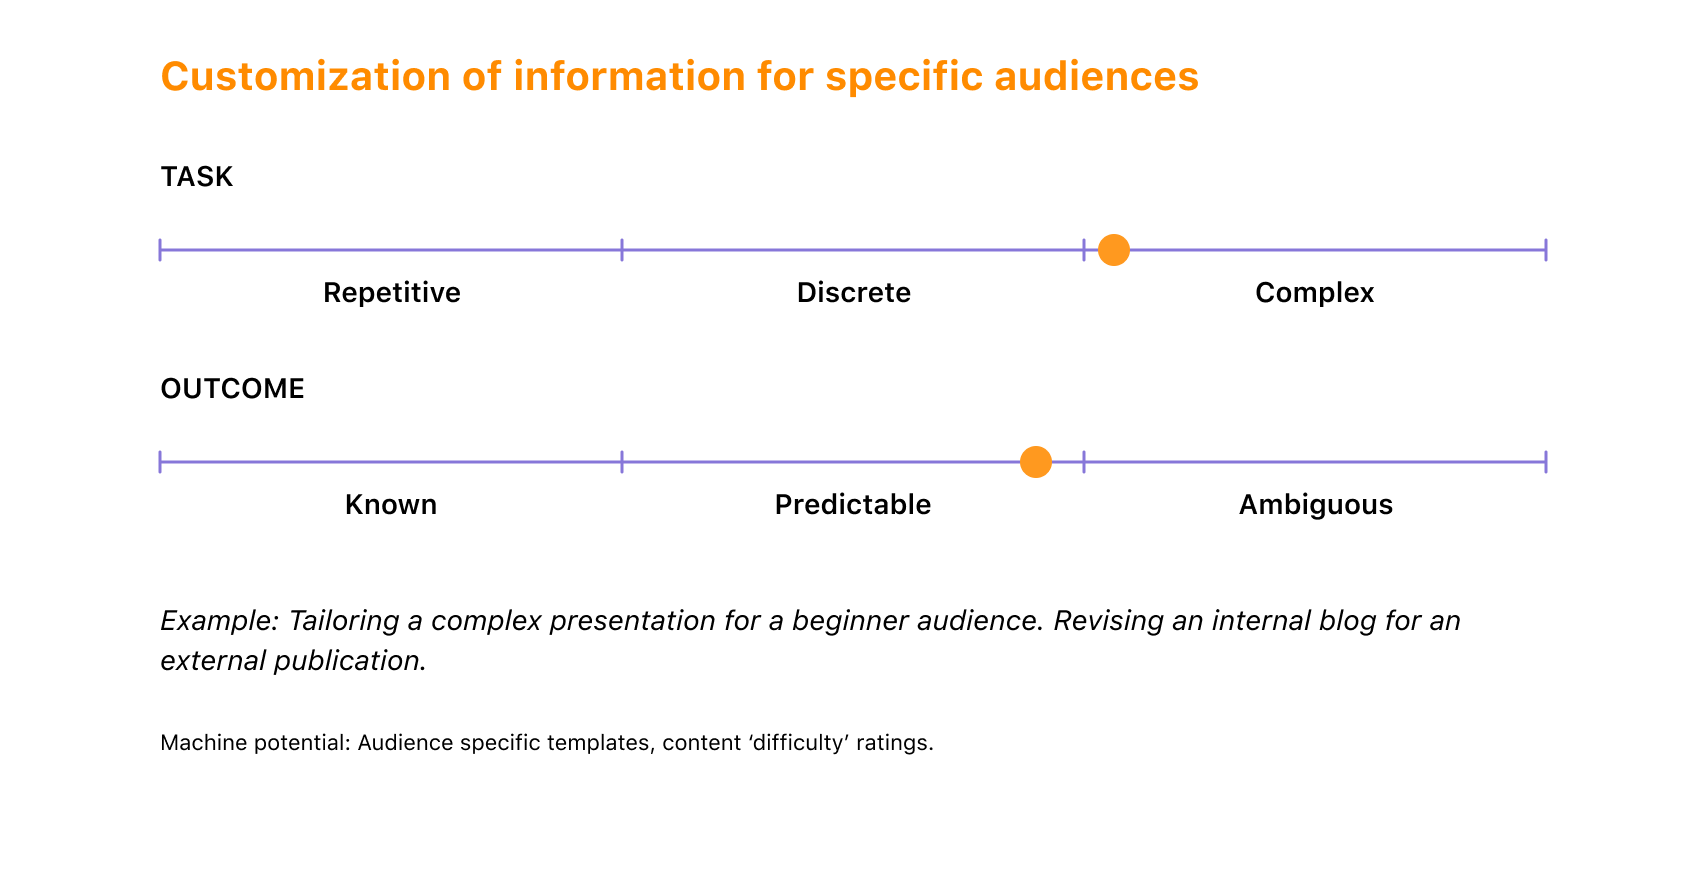 Customization of information for specific audiences
TASK
Repetitive
Discrete
Complex
OUTCOME
Known
Predictable
Ambiguous
Example: Tailoring a complex presentation for a beginner audience. Revising an internal blog for an
external publication.
Machine potential: Audience specific templates, content ‘difficulty’ ratings.